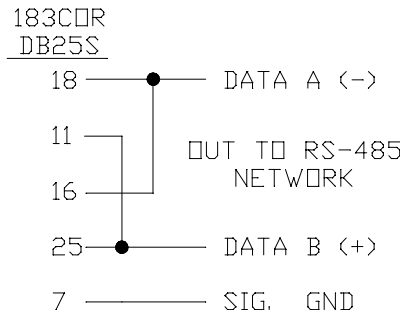 183COR
DB25S
18 DATA A (-)
11
OUT TO RS-485
NETWORK
16
25 DATA B (+)
7 SIG. GND